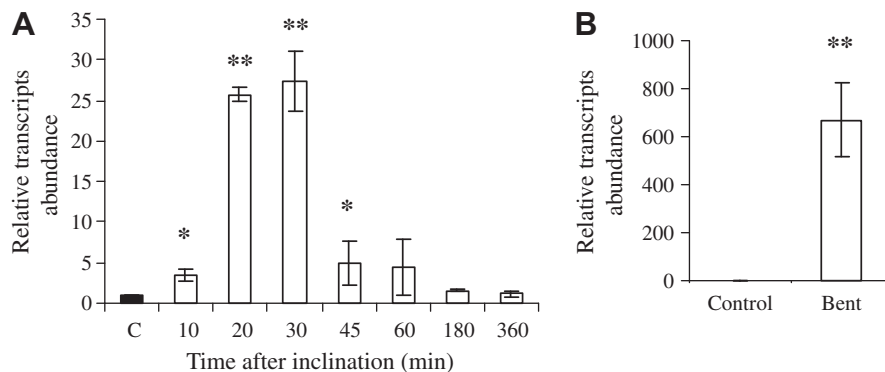 A
Relative transcripts
abundance
35
30
25
20
15
10
5
0
*
**
**
*
C 10 20 30 45 60 180 360
Time after inclination (min)
B
Relative transcripts
abundance
1000
800
600
400
200
0
**
Control Bent